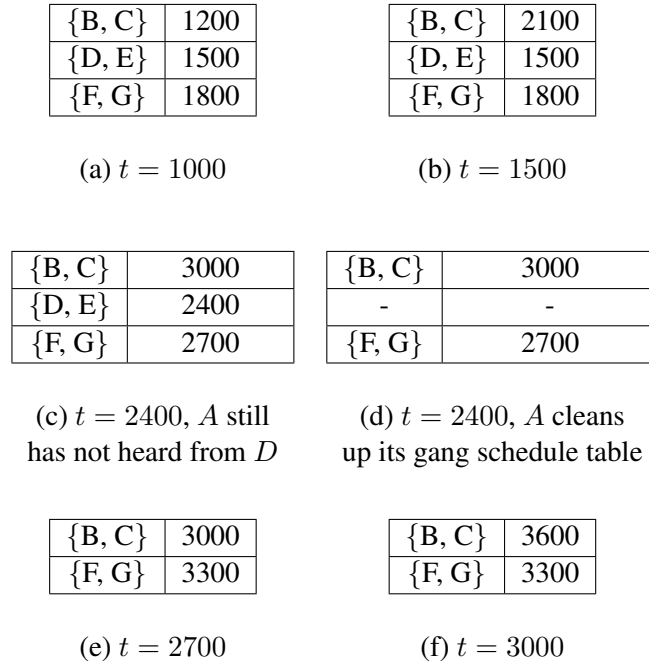 {B, C} 1200
{D, E} 1500
{F, G} 1800
(a) t = 1000
{B, C} 2100
{D, E} 1500
{F, G} 1800
(b) t = 1500
{B, C} 3000
{D, E} 2400
{F, G} 2700
(c) t = 2400, A still
has not heard from D
{B, C} 3000
- -
{F, G} 2700
(d) t = 2400, A cleans
up its gang schedule table
{B, C} 3000
{F, G} 3300
(e) t = 2700
{B, C} 3600
{F, G} 3300
(f) t = 3000